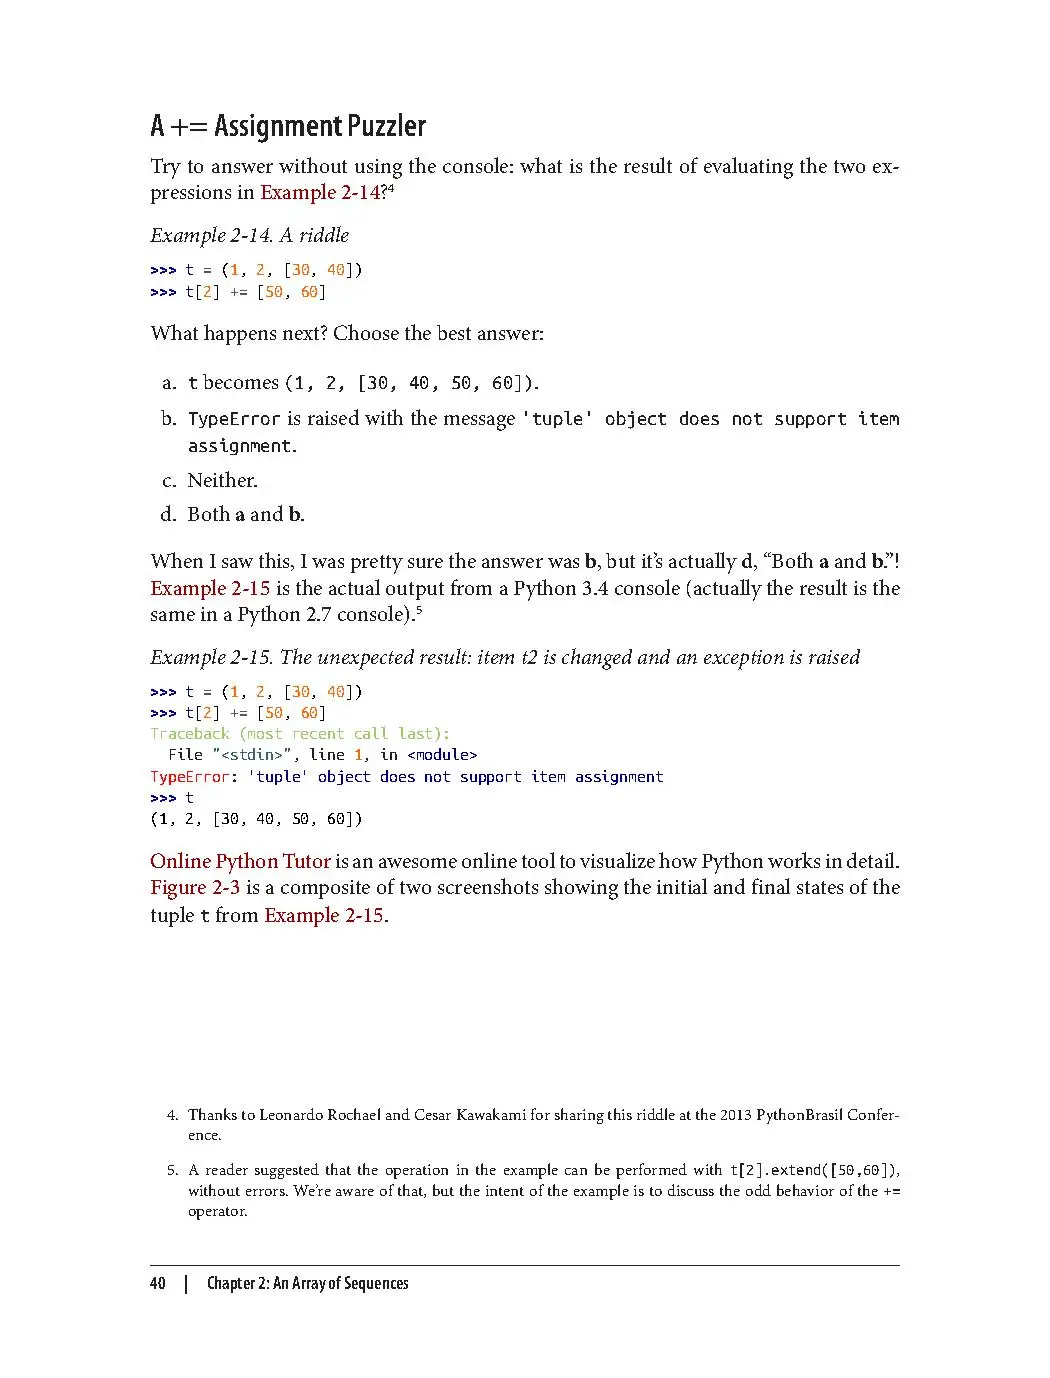 A += Assignment Puzzler
Try to answer without using the console: what is the result of evaluating the two ex-
pressions in Example 2-14?⁴
Example 2-14. A riddle
>>> t = (1, 2, [30, 40])
>>> t[2] += [50, 60]
What happens next? Choose the best answer:
a. t becomes (1, 2, [30, 40, 50, 60]).
b. TypeError is raised with the message 'tuple' object does not support item
assignment.
c. Neither.
d. Both a and b.
When I saw this, I was pretty sure the answer was b, but it’s actually d, “Both a and b.”!
Example 2-15 is the actual output from a Python 3.4 console (actually the result is the
same in a Python 2.7 console).⁵
Example 2-15. The unexpected result: item t2 is changed and an exception is raised
>>> t = (1, 2, [30, 40])
>>> t[2] += [50, 60]
Traceback (most recent call last):
  File "<stdin>", line 1, in <module>
TypeError: 'tuple' object does not support item assignment
>>> t
(1, 2, [30, 40, 50, 60])
Online Python Tutor is an awesome online tool to visualize how Python works in detail.
Figure 2-3 is a composite of two screenshots showing the initial and final states of the
tuple t from Example 2-15.
4. Thanks to Leonardo Rochael and Cesar Kawakami for sharing this riddle at the 2013 PythonBrasil Confer-
ence.
5. A reader suggested that the operation in the example can be performed with t[2].extend([50,60]),
without errors. We’re aware of that, but the intent of the example is to discuss the odd behavior of the +=
operator.
40 | Chapter 2: An Array of Sequences